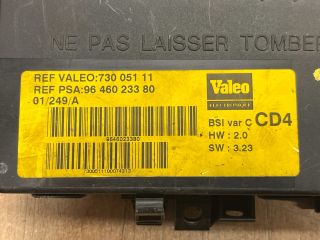 NE PAS LAISSER TOMBER
REF VALEO:730 051 11
REF PSA:96 460 233 80
01/249/A
Valeo
ELECTRONIQUE
BSI var C CD4
HW : 2.0
SW : 3.23
9646023380